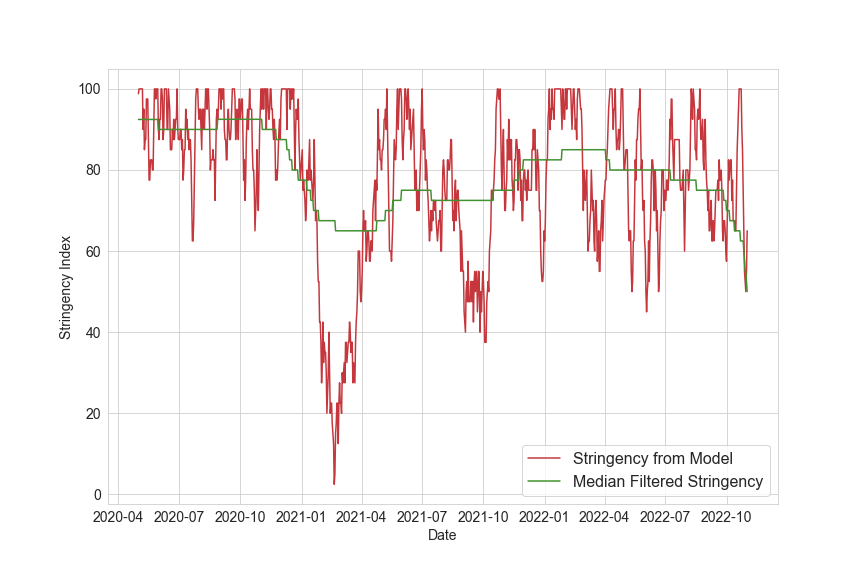 100
80
60
40
20
0
Stringency Index
2020-04 2020-07 2020-10 2021-01 2021-04 2021-07 2021-10 2022-01 2022-04 2022-07 2022-10
Date
Stringency from Model
Median Filtered Stringency